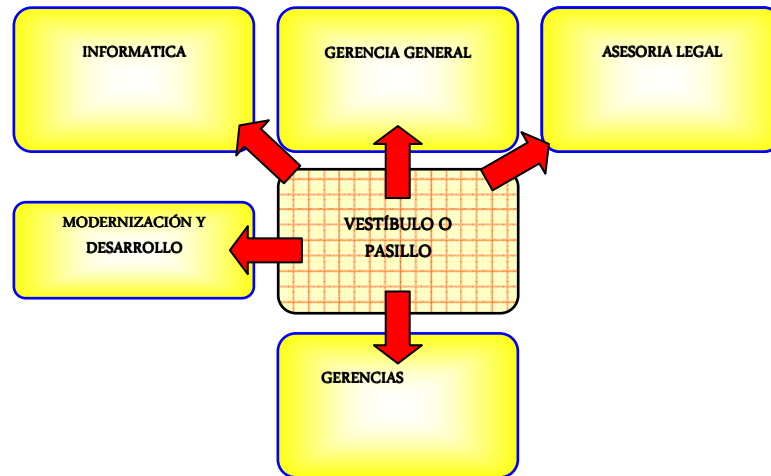 INFORMATICA
GERENCIA GENERAL
ASESORIA LEGAL
MODERNIZACIÓN Y
DESARROLLO
VESTÍBULO O
PASILLO
GERENCIAS